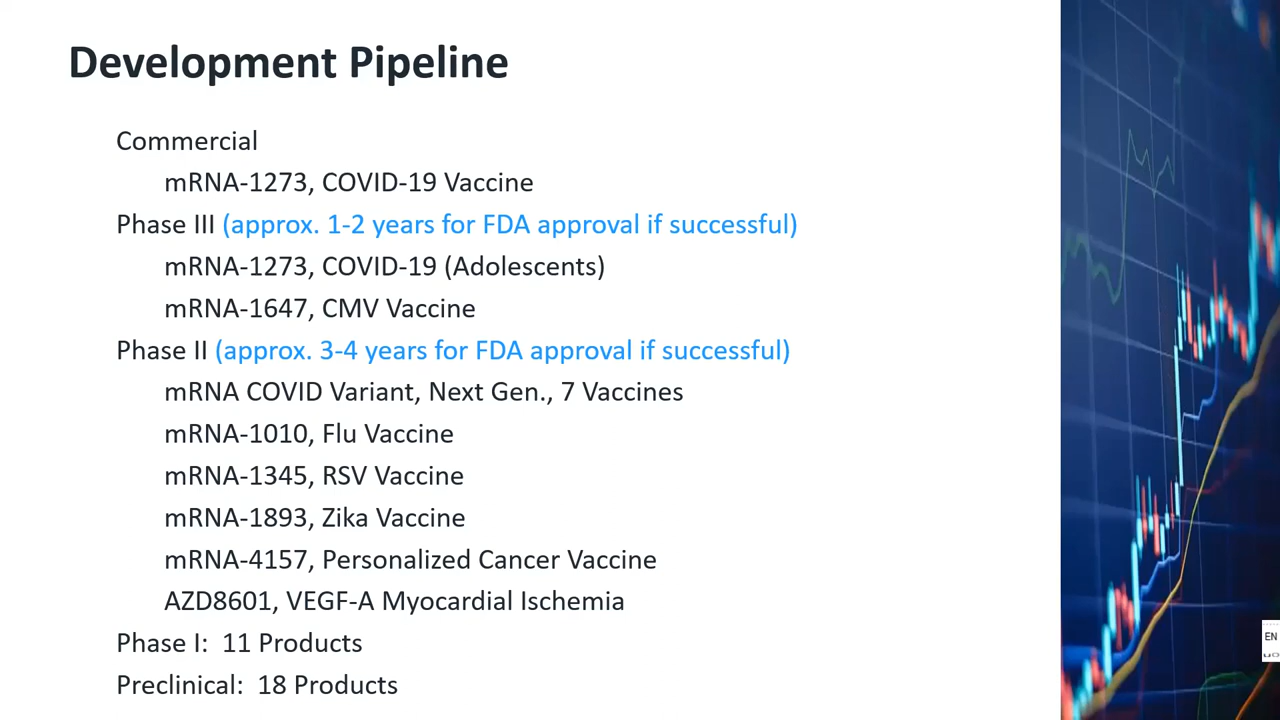 Development Pipeline
Commercial
mRNA-1273, COVID-19 Vaccine
Phase III (approx. 1-2 years for FDA approval if successful)
mRNA-1273, COVID-19 (Adolescents)
mRNA-1647, CMV Vaccine
Phase II (approx. 3-4 years for FDA approval if successful)
mRNA COVID Variant, Next Gen., 7 Vaccines
mRNA-1010, Flu Vaccine
mRNA-1345, RSV Vaccine
mRNA-1893, Zika Vaccine
mRNA-4157, Personalized Cancer Vaccine
AZD8601, VEGF-A Myocardial Ischemia
Phase I:  11 Products
Preclinical:  18 Products
EN